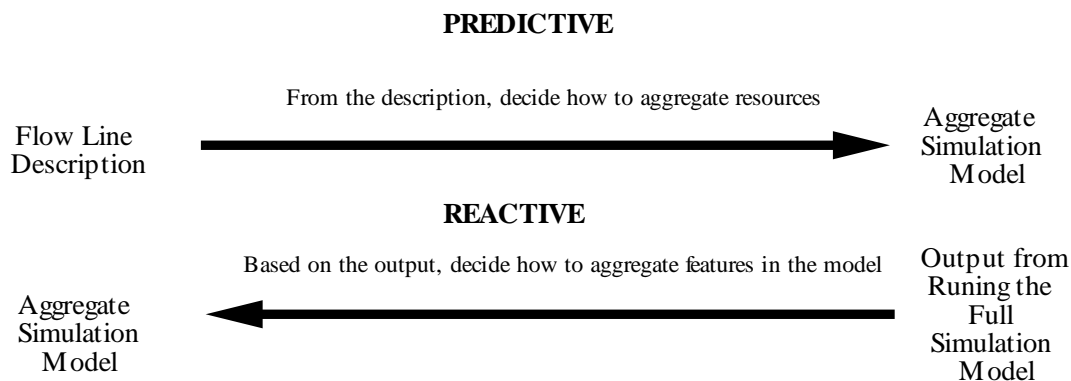 PREDICTIVE
From the description, decide how to aggregate resources
Flow Line
Description
Aggregate
Simulation
Model
REACTIVE
Based on the output, decide how to aggregate features in the model
Aggregate
Simulation
Model
Output from
Runing the
Full
Simulation
Model